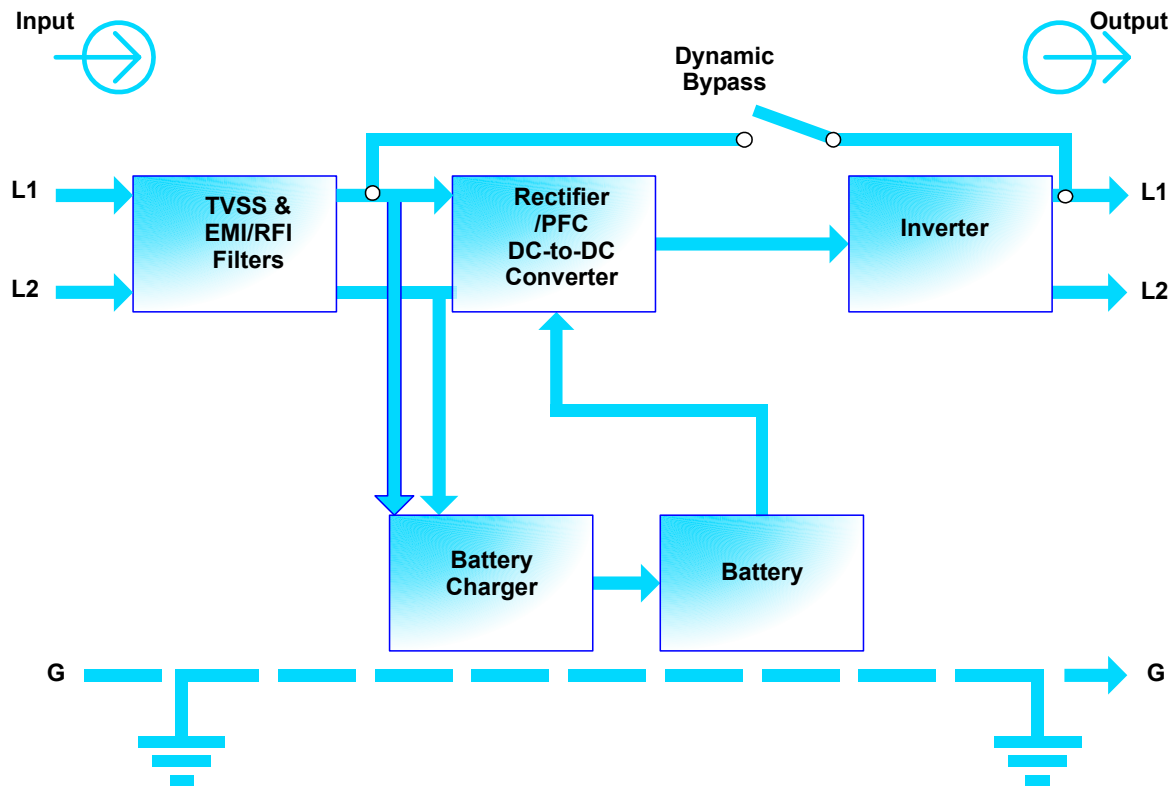 Input
Output
Dynamic
Bypass
L1
TVSS &
EMI/RFI
Filters
Rectifier
/PFC
DC-to-DC
Converter
Inverter
L1
L2
L2
Battery
Charger
Battery
G
G